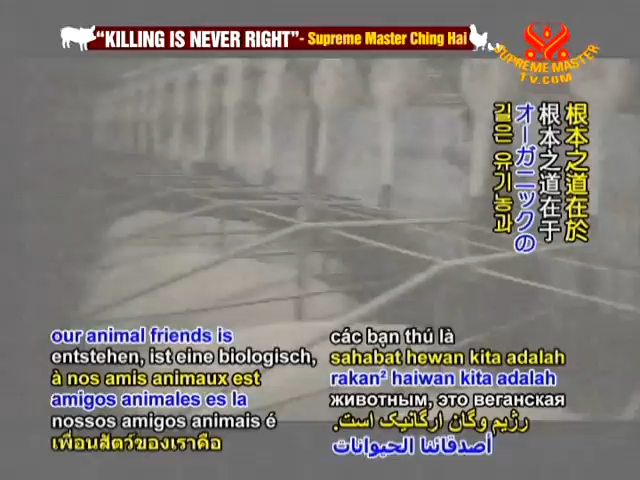 "KILLING IS NEVER RIGHT"- Supreme Master Ching Hai
SUPREME MASTER
TV.COM
根本之道在於
根本之道在于
オーガニックの
길은 유기농과
our animal friends is
entstehen, ist eine biologisch,
à nos amis animaux est
amigos animales es la
nossos amigos animais é
เพื่อนสัตว์ของเราคือ
các bạn thú là
sahabat hewan kita adalah
rakan² haiwan kita adalah
животным, это веганская
رژیم وگان ارگانیک است.
أصدقائنا الحيوانات